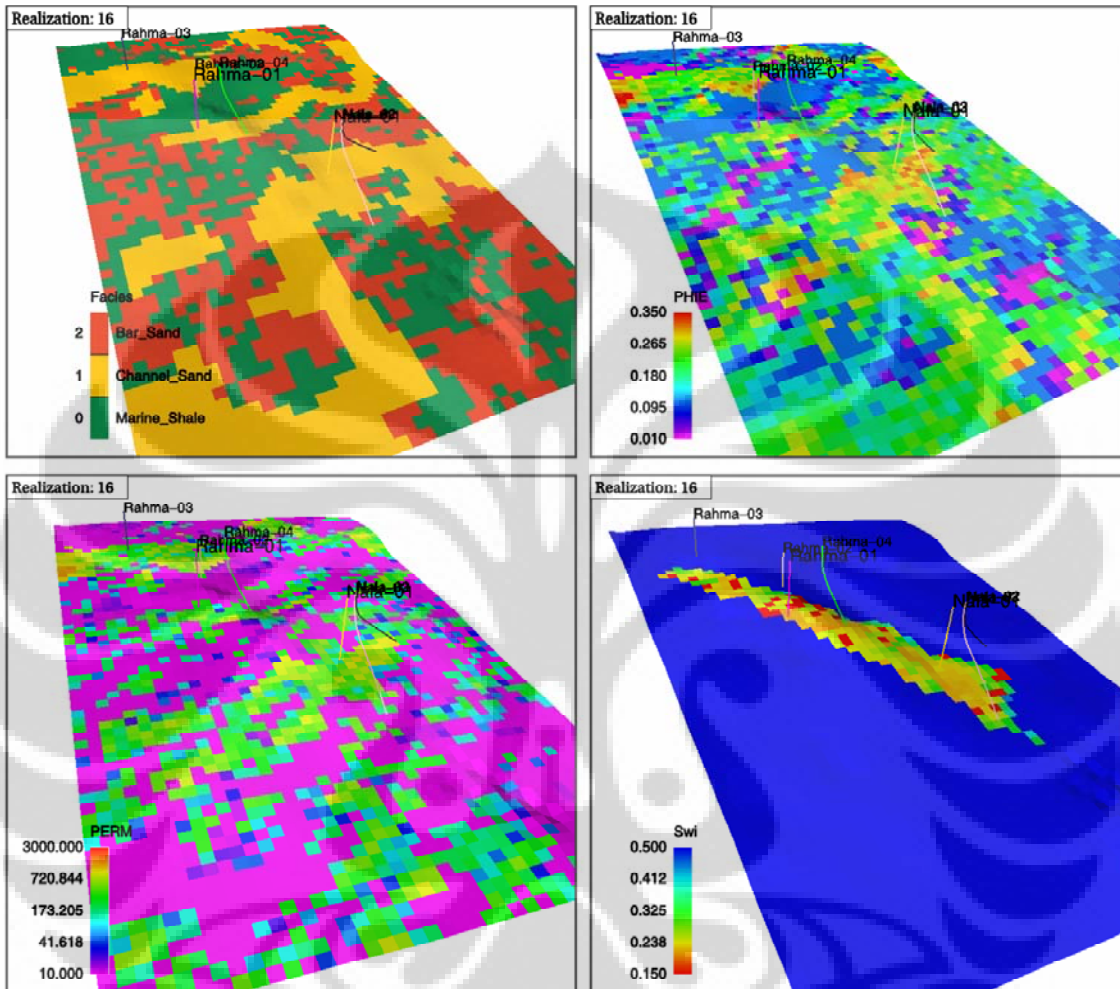 Realization: 16
Rahma-03
Rahma-04
Rahma-01
Facies
2 Bar_Sand
1 Channel_Sand
0 Marine_Shale
Realization: 16
Rahma-03
Rahma-04
Rahma-01
PHIE
0.350
0.265
0.180
0.095
0.010
Realization: 16
Rahma-03
Rahma-04
Rahma-01
PERM
3000.000
720.844
173.205
41.618
10.000
Realization: 16
Rahma-03
Rahma-04
Rahma-01
Swi
0.500
0.412
0.325
0.238
0.150